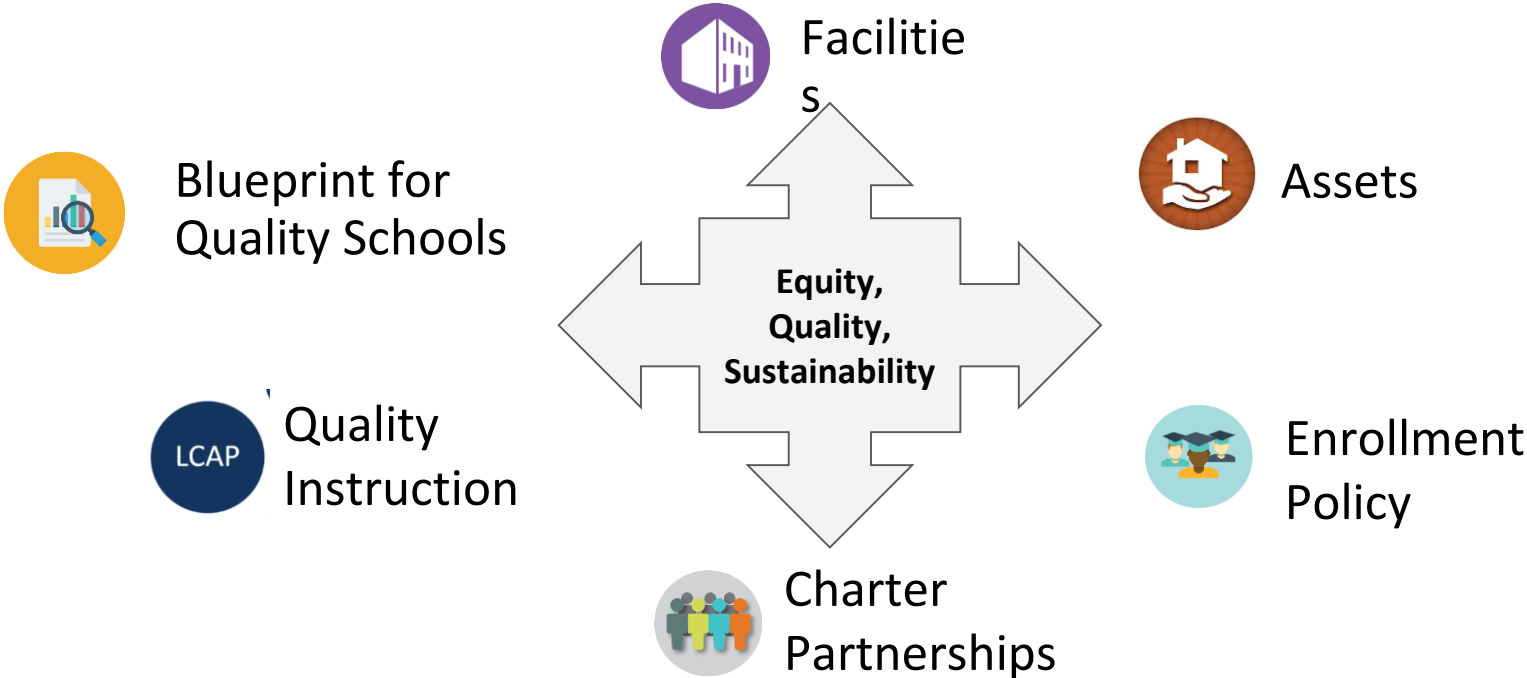 Facilitie
s
Blueprint for
Quality Schools
Assets
Equity,
Quality,
Sustainability
LCAP
Quality
Instruction
Enrollment
Policy
Charter
Partnerships